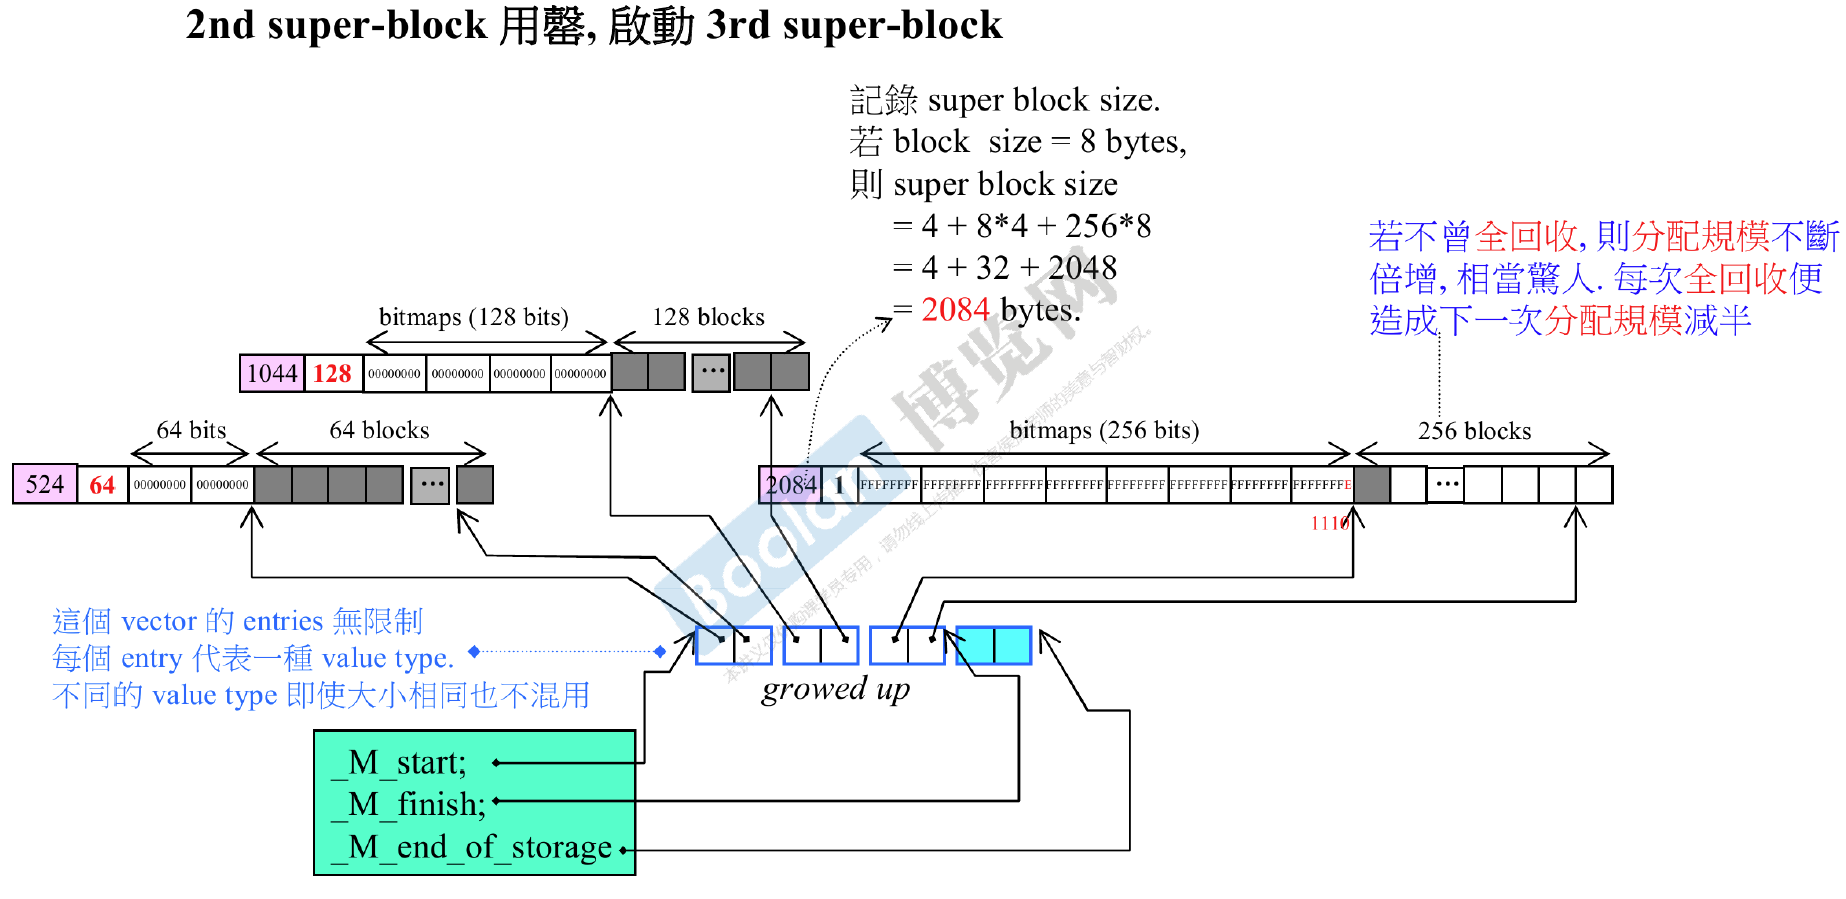 2nd super-block 用罄, 啟動 3rd super-block
記錄 super block size.
若 block size = 8 bytes,
則 super block size
= 4 + 8*4 + 256*8
= 4 + 32 + 2048
= 2084 bytes.
若不曾全回收, 則分配規模不斷
倍增, 相當驚人. 每次全回收便
造成下一次分配規模減半
bitmaps (128 bits)
128 blocks
1044 128 00000000 00000000 00000000 00000000 ...
64 bits
64 blocks
524 64 00000000 00000000 ...
bitmaps (256 bits)
256 blocks
2084 1 FFFFFFFF FFFFFFFF FFFFFFFF FFFFFFFF FFFFFFFF FFFFFFFF FFFFFFFF FFFFFFFE ...
1110
這個 vector 的 entries 無限制
每個 entry 代表一種 value type.
不同的 value type 即使大小相同也不混用
growed up
_M_start;
_M_finish;
_M_end_of_storage
Boolan
博览网